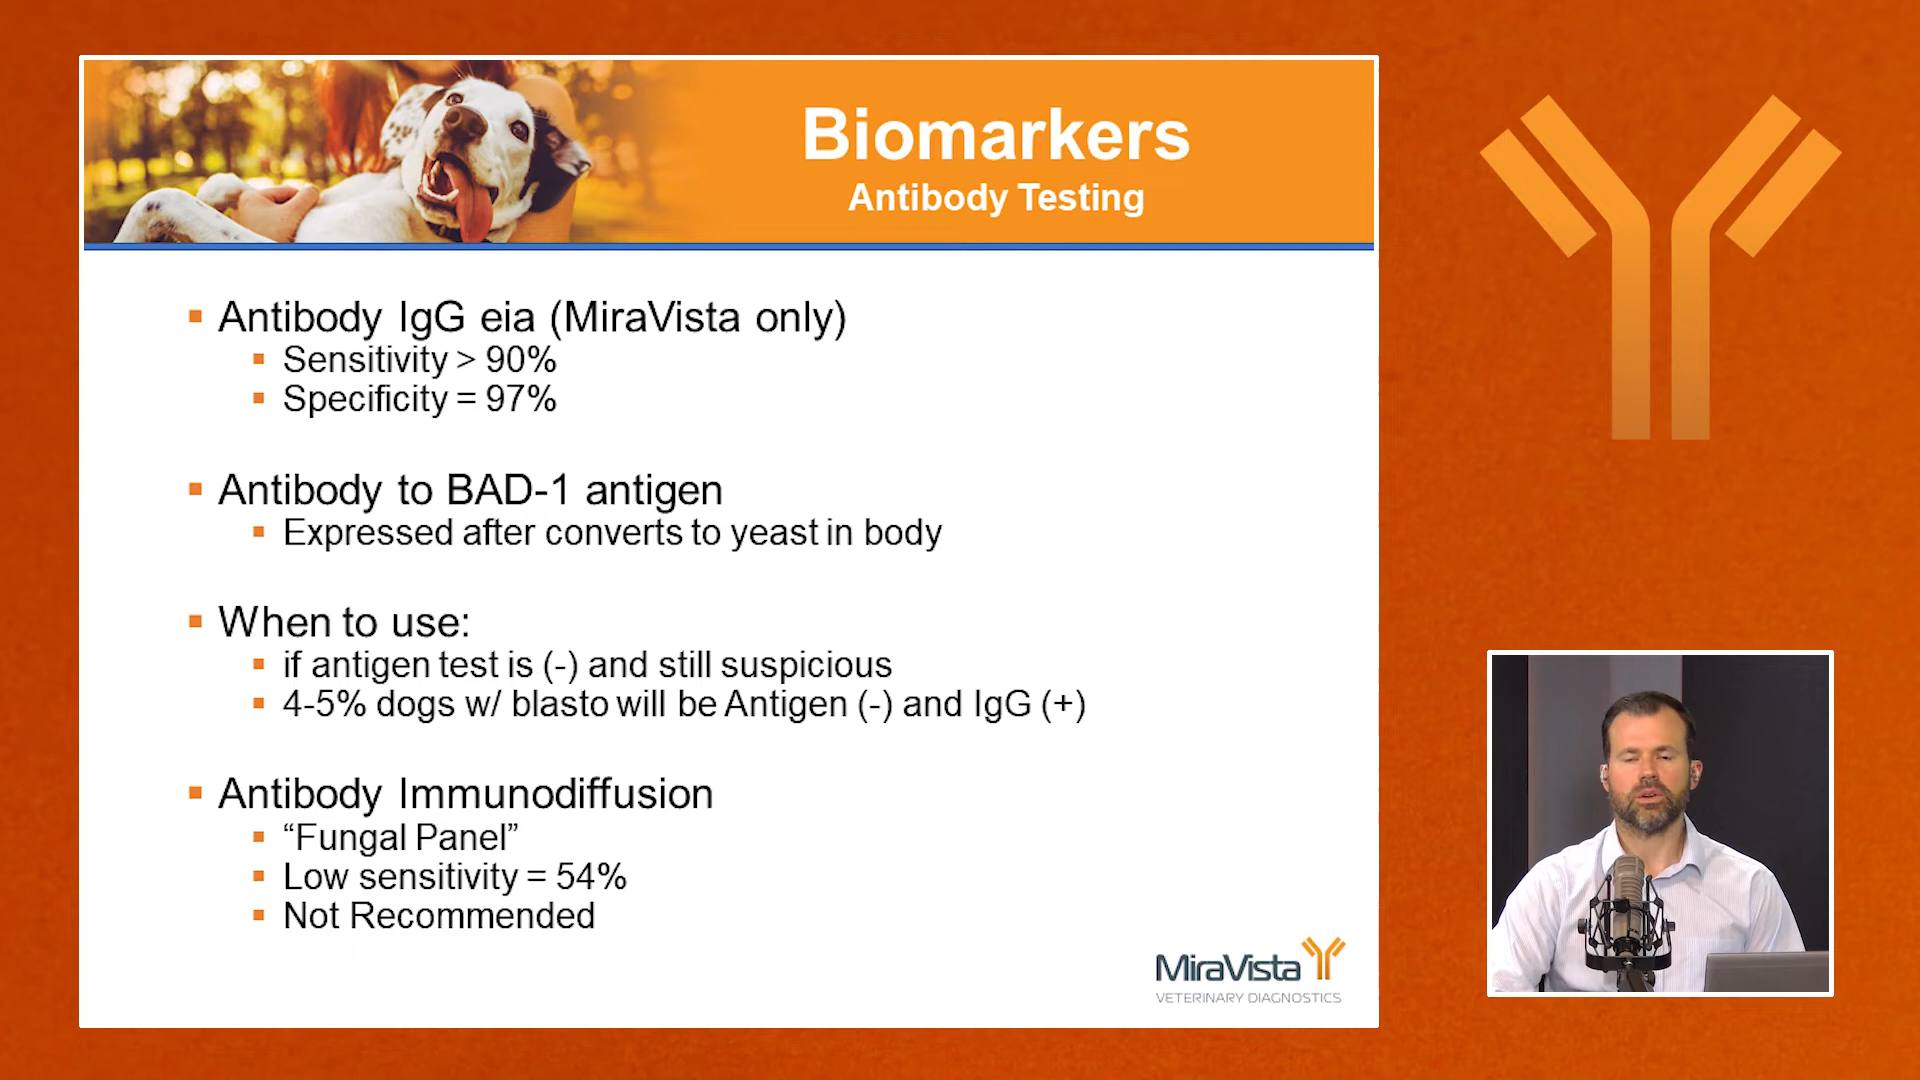 Biomarkers
Antibody Testing
Antibody IgG eia (MiraVista only)
Sensitivity > 90%
Specificity = 97%
Antibody to BAD-1 antigen
Expressed after converts to yeast in body
When to use:
if antigen test is (-) and still suspicious
4-5% dogs w/ blasto will be Antigen (-) and IgG (+)
Antibody Immunodiffusion
“Fungal Panel”
Low sensitivity = 54%
Not Recommended
MiraVista
VETERINARY DIAGNOSTICS